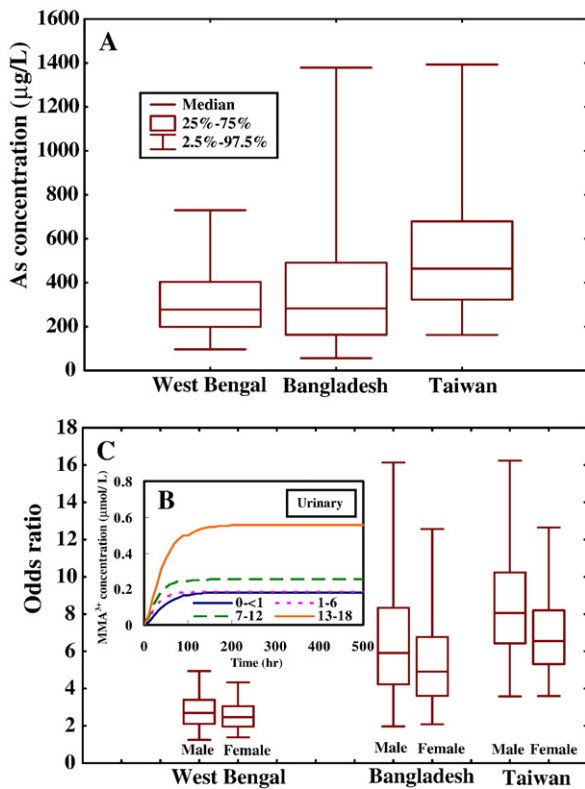 A
As concentration (µg/L)
1600
1400
1200
1000
800
600
400
200
0
Median
25%-75%
2.5%-97.5%
West Bengal Bangladesh Taiwan
C
Odds ratio
18
16
14
12
10
8
6
4
2
0
B
Urinary
MMA³⁺ concentration (µmol/ L)
0.8
0.6
0.4
0.2
0
0-<1 1-6
7-12 13-18
0 100 200 300 400 500
Time (hr)
Male Female Male Female Male Female
West Bengal Bangladesh Taiwan